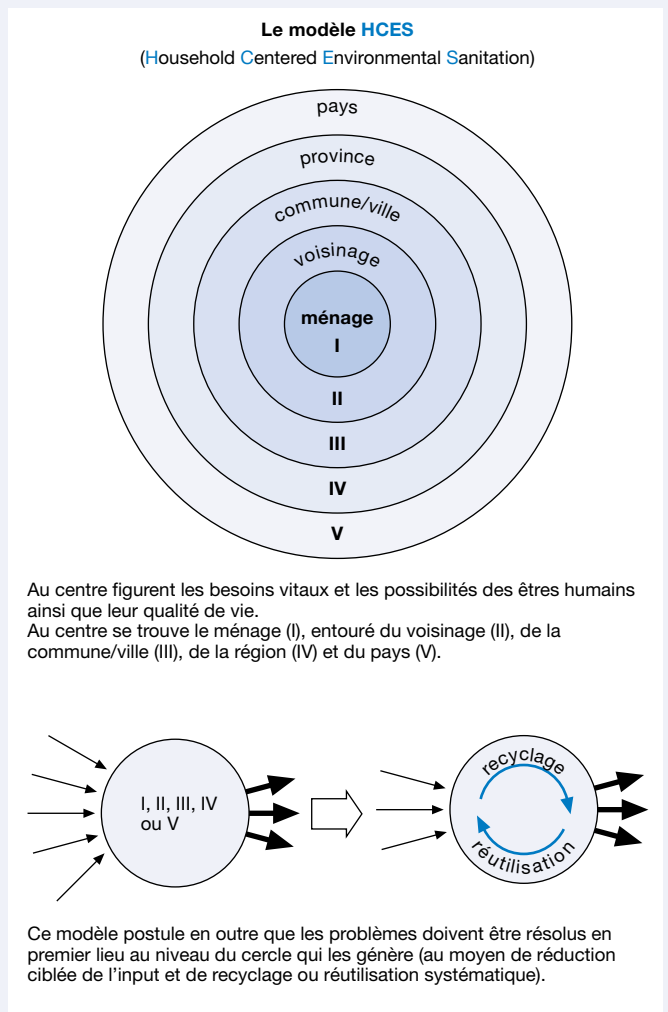 Le modèle HCES
(Household Centered Environmental Sanitation)
pays
province
commune/ville
voisinage
ménage
I
II
III
IV
V
Au centre figurent les besoins vitaux et les possibilités des êtres humains
ainsi que leur qualité de vie.
Au centre se trouve le ménage (I), entouré du voisinage (II), de la
commune/ville (III), de la région (IV) et du pays (V).
I, II, III, IV
ou V
recyclage
réutilisation
Ce modèle postule en outre que les problèmes doivent être résolus en
premier lieu au niveau du cercle qui les génère (au moyen de réduction
ciblée de l'input et de recyclage ou réutilisation systématique).